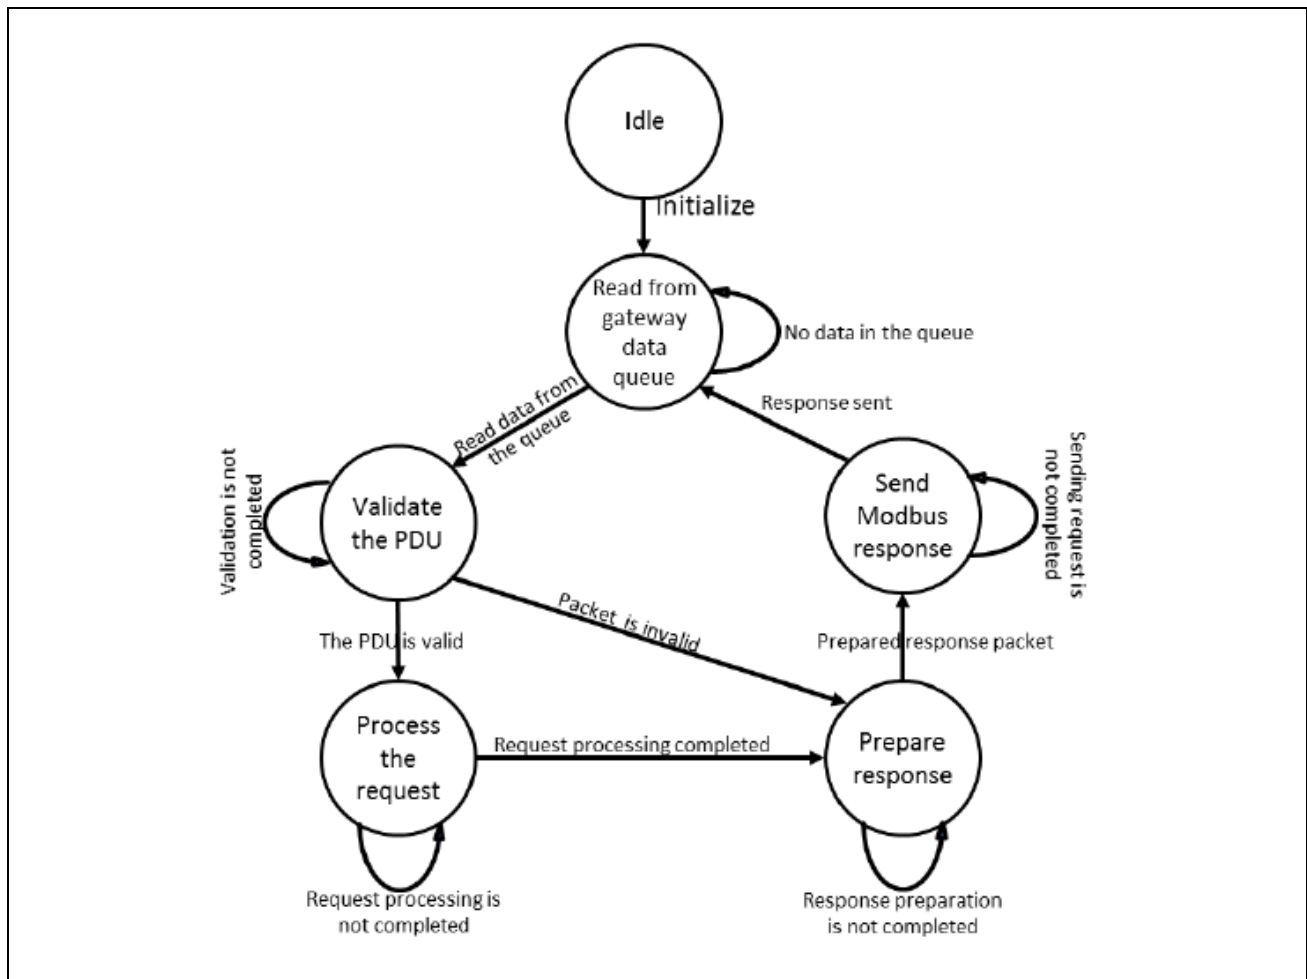 Idle
Initialize
Read from
gateway
data
queue
No data in the queue
Read data from
the queue
Response sent
Validation is not
completed
Validate
the PDU
Send
Modbus
response
Sending request is
not completed
The PDU is valid
Packet is invalid
Prepared response packet
Process
the
request
Request processing completed
Prepare
response
Request processing is
not completed
Response preparation
is not completed